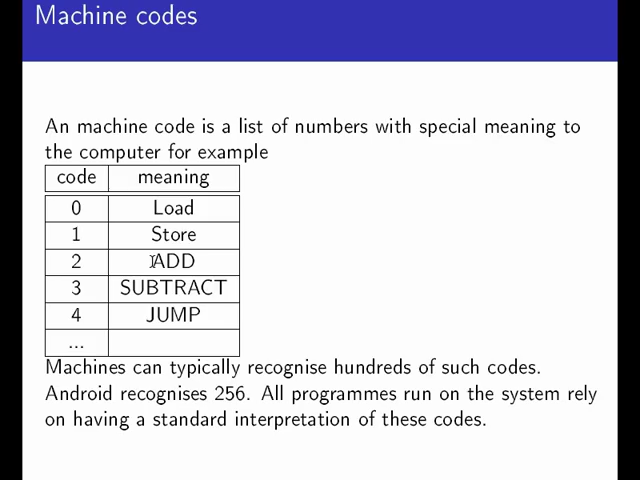 Machine codes
An machine code is a list of numbers with special meaning to
the computer for example
code meaning
0 Load
1 Store
2 ADD
3 SUBTRACT
4 JUMP
...
Machines can typically recognise hundreds of such codes.
Android recognises 256. All programmes run on the system rely
on having a standard interpretation of these codes.